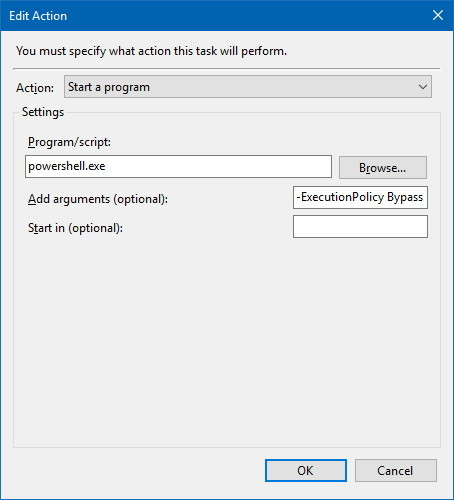 Edit Action
You must specify what action this task will perform.
Action: Start a program
Settings
Program/script:
powershell.exe Browse...
Add arguments (optional): -ExecutionPolicy Bypass
Start in (optional):
OK Cancel